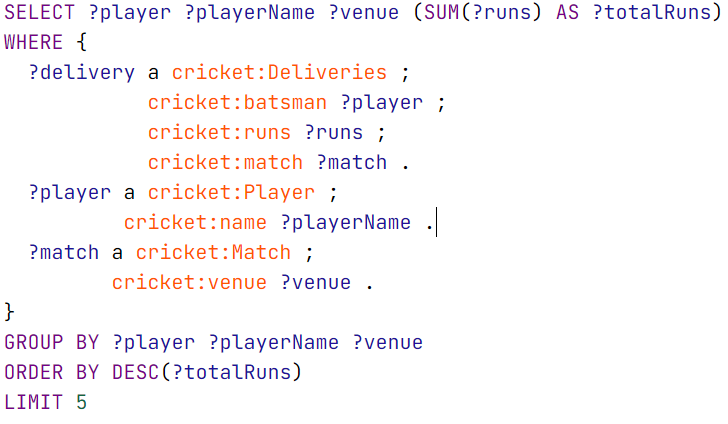 SELECT ?player ?playerName ?venue (SUM(?runs) AS ?totalRuns)
WHERE {
  ?delivery a cricket:Deliveries ;
            cricket:batsman ?player ;
            cricket:runs ?runs ;
            cricket:match ?match .
  ?player a cricket:Player ;
          cricket:name ?playerName .
  ?match a cricket:Match ;
         cricket:venue ?venue .
}
GROUP BY ?player ?playerName ?venue
ORDER BY DESC(?totalRuns)
LIMIT 5